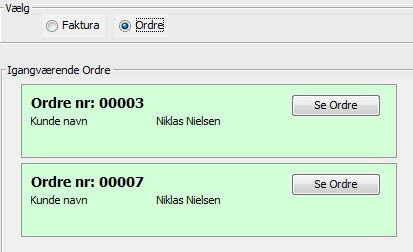 Vælg
Faktura Ordre
Igangværende Ordre
Ordre nr: 00003 Se Ordre
Kunde navn Niklas Nielsen
Ordre nr: 00007 Se Ordre
Kunde navn Niklas Nielsen